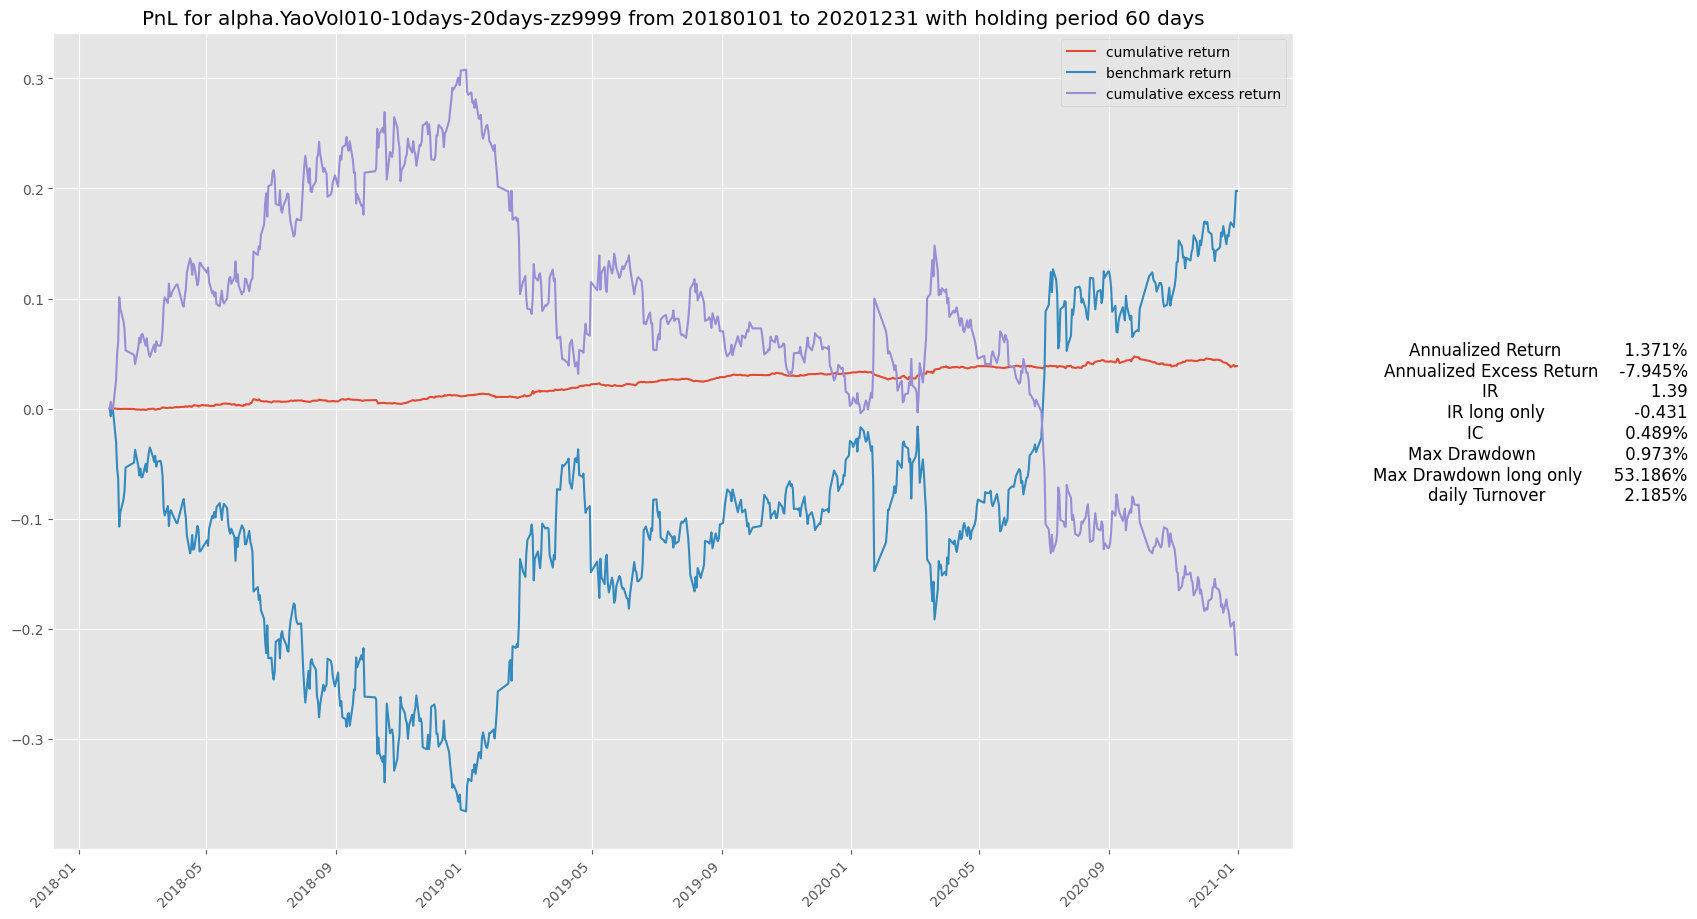 PnL for alpha.YaoVol010-10days-20days-zz9999 from 20180101 to 20201231 with holding period 60 days
cumulative return
benchmark return
cumulative excess return
0.3
0.2
0.1
0.0
−0.1
−0.2
−0.3
2018-01
2018-05
2018-09
2019-01
2019-05
2019-09
2020-01
2020-05
2020-09
2021-01
Annualized Return 1.371%
Annualized Excess Return -7.945%
IR 1.39
IR long only -0.431
IC 0.489%
Max Drawdown 0.973%
Max Drawdown long only 53.186%
daily Turnover 2.185%